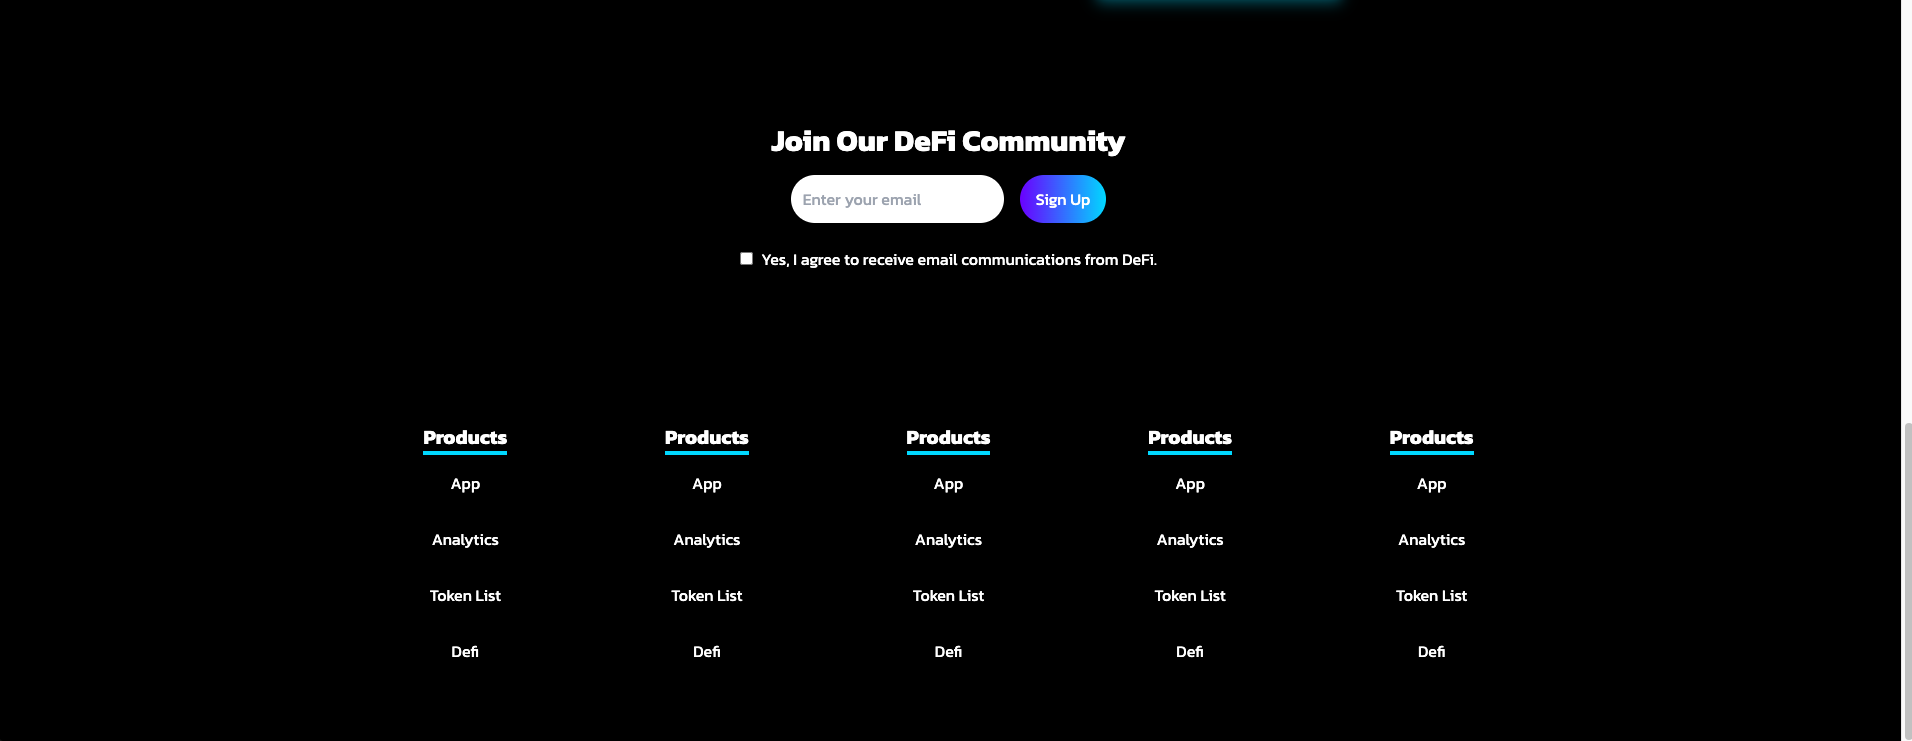 Join Our DeFi Community
Enter your email
Sign Up
Yes, I agree to receive email communications from DeFi.
Products Products Products Products Products
App App App App App
Analytics Analytics Analytics Analytics Analytics
Token List Token List Token List Token List Token List
Defi Defi Defi Defi Defi